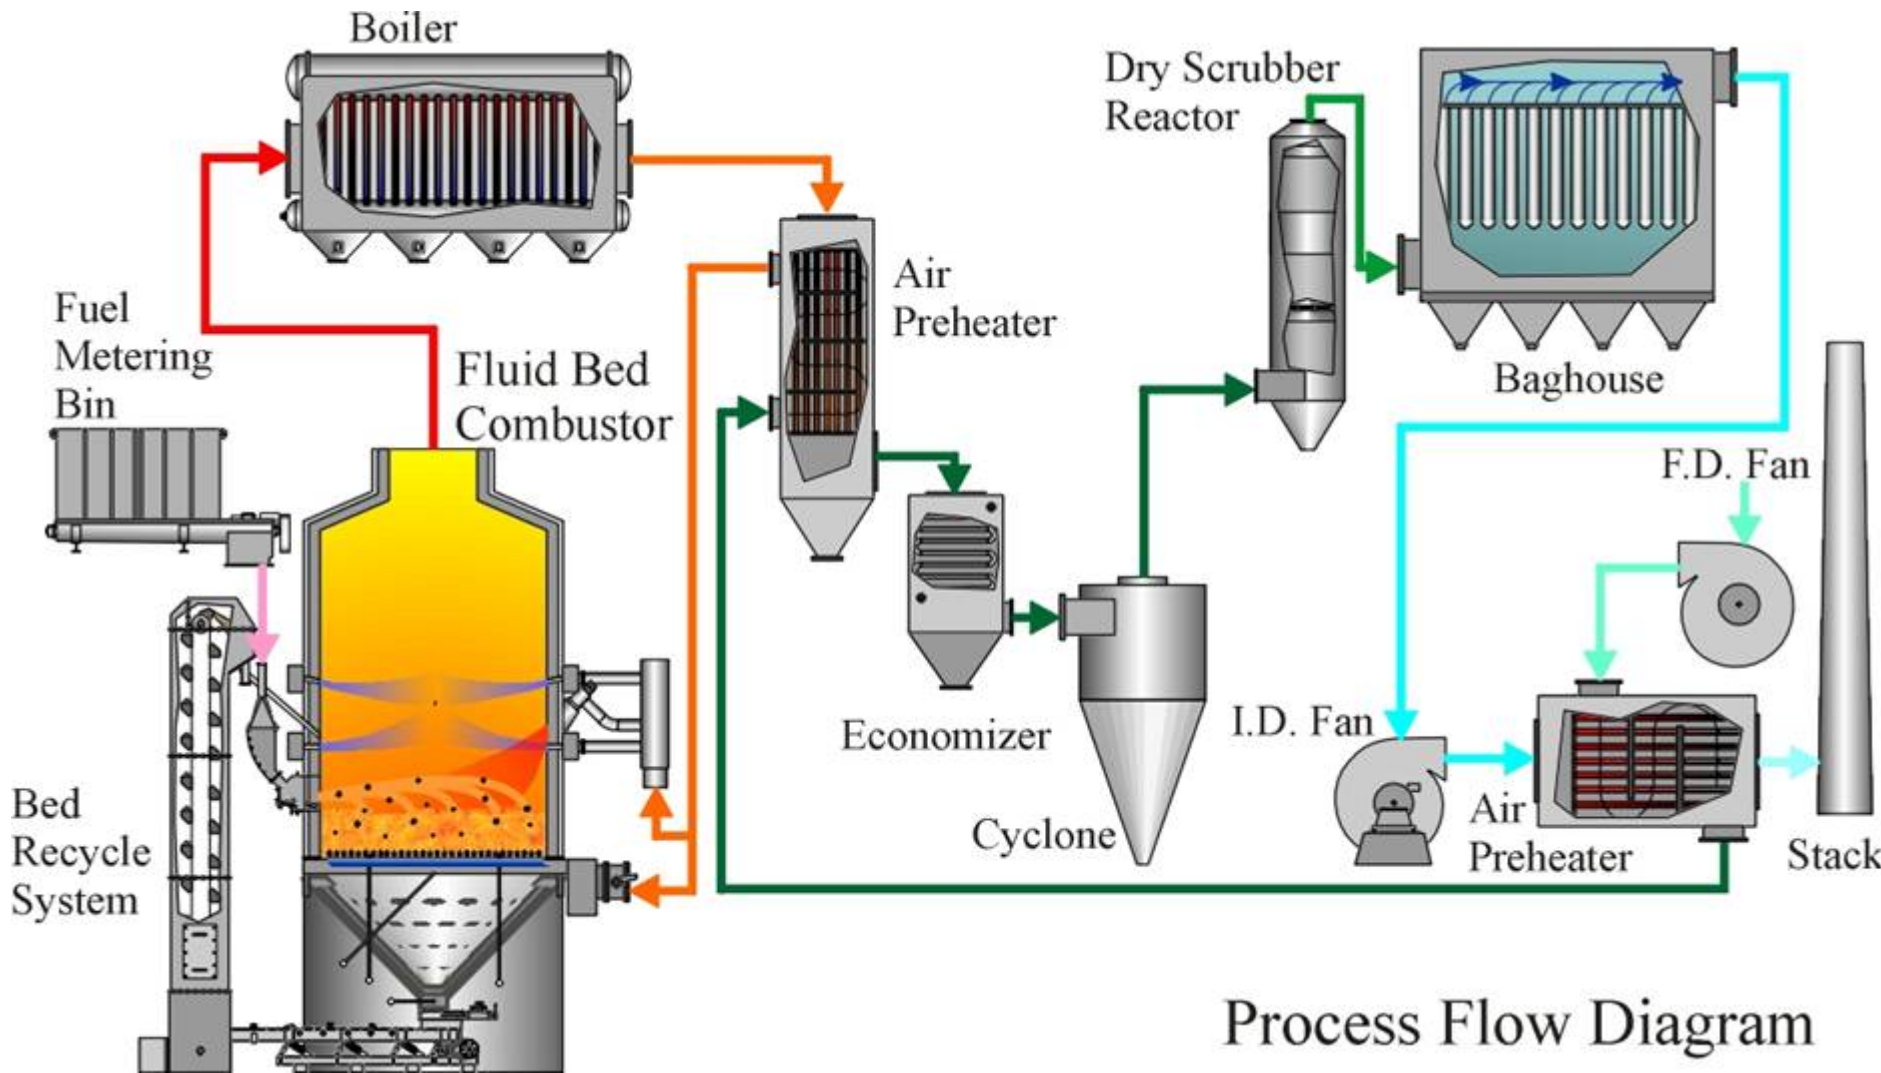 Boiler
Dry Scrubber
Reactor
Air
Preheater
Fuel
Metering
Bin
Fluid Bed
Combustor
Baghouse
F.D. Fan
Economizer
I.D. Fan
Bed
Recycle
System
Cyclone
Air
Preheater
Stack
Process Flow Diagram